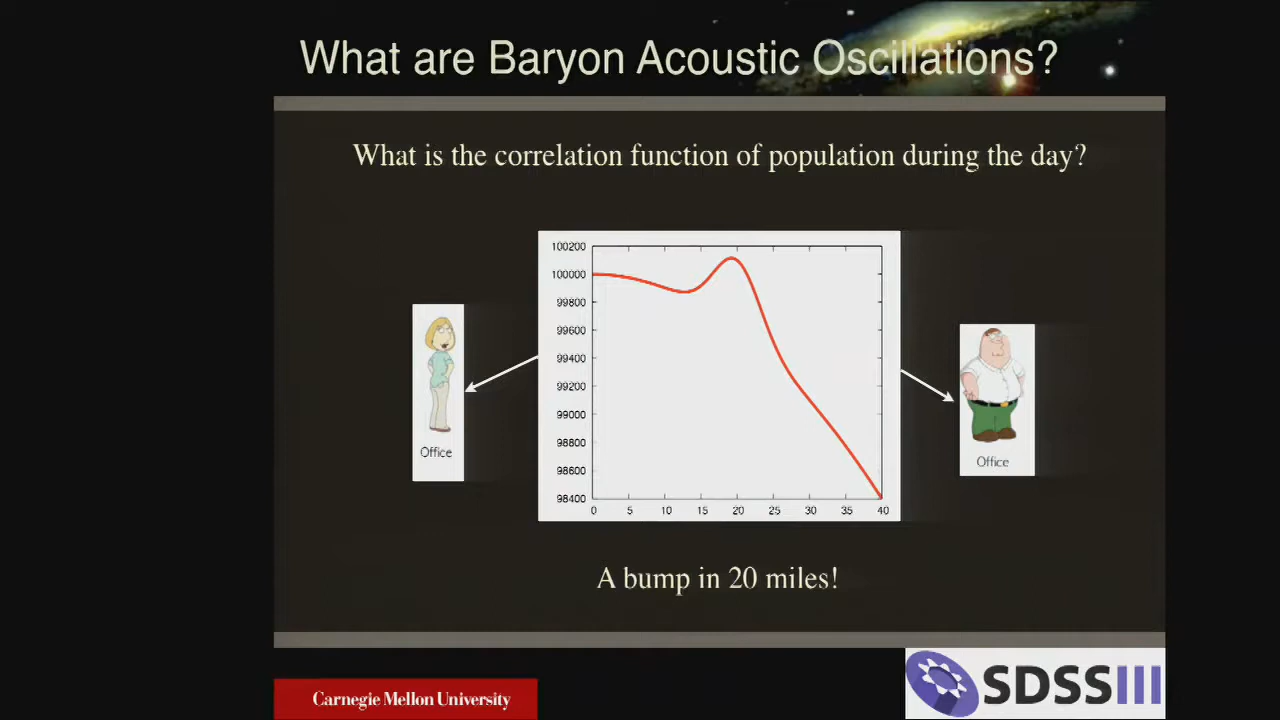 What are Baryon Acoustic Oscillations?
What is the correlation function of population during the day?
100200
100000
99800
99600
99400
99200
99000
98800
98600
98400
0 5 10 15 20 25 30 35 40
Office
Office
A bump in 20 miles!
Carnegie Mellon University
SDSSIII